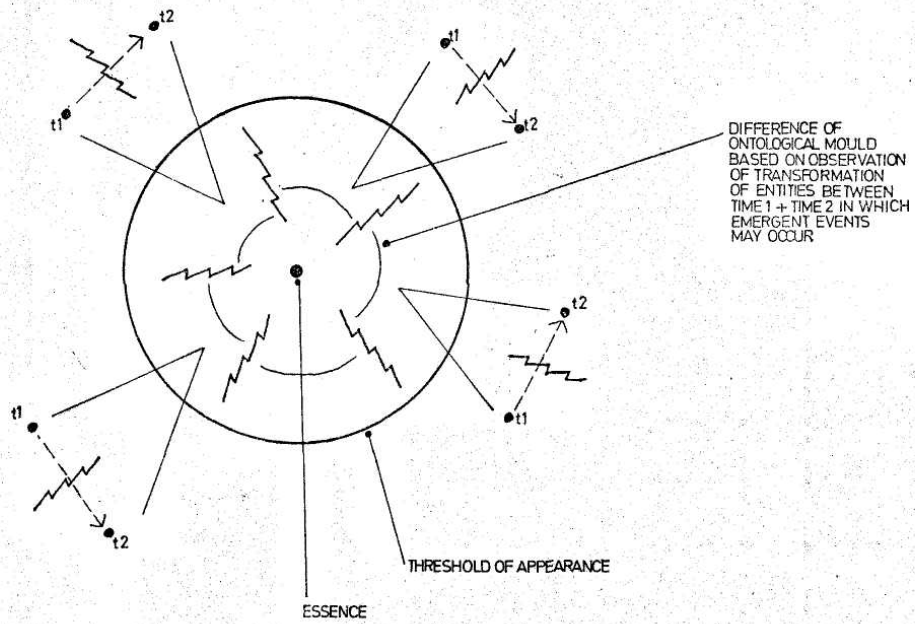 t2
t1
t1
t2
DIFFERENCE OF
ONTOLOGICAL MOULD
BASED ON OBSERVATION
OF TRANSFORMATION
OF ENTITIES BETWEEN
TIME 1 + TIME 2 IN WHICH
EMERGENT EVENTS
MAY OCCUR
t2
t1
t1
t2
THRESHOLD OF APPEARANCE
ESSENCE